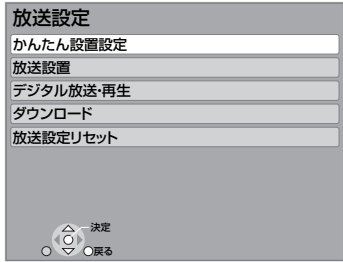 放送設定
かんたん設置設定
放送設置
デジタル放送・再生
ダウンロード
放送設定リセット
決定
戻る